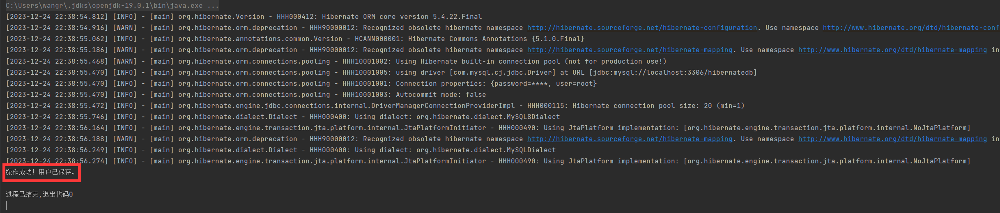 C:\Users\wangr\.jdks\openjdk-19.0.1\bin\java.exe ...
[2023-12-24 22:38:54.812] [INFO] - [main] org.hibernate.Version - HHH000412: Hibernate ORM core version 5.4.22.Final
[2023-12-24 22:38:54.916] [WARN] - [main] org.hibernate.orm.deprecation - HHH90000012: Recognized obsolete hibernate namespace http://hibernate.sourceforge.net/hibernate-configuration. Use namespace http://www.hibernate.org/dtd/hibernate-conf
[2023-12-24 22:38:55.062] [INFO] - [main] org.hibernate.annotations.common.Version - HCANN000001: Hibernate Commons Annotations {5.1.0.Final}
[2023-12-24 22:38:55.186] [WARN] - [main] org.hibernate.orm.deprecation - HHH90000012: Recognized obsolete hibernate namespace http://hibernate.sourceforge.net/hibernate-mapping. Use namespace http://www.hibernate.org/dtd/hibernate-mapping in
[2023-12-24 22:38:55.468] [WARN] - [main] org.hibernate.orm.connections.pooling - HHH10001002: Using Hibernate built-in connection pool (not for production use!)
[2023-12-24 22:38:55.470] [INFO] - [main] org.hibernate.orm.connections.pooling - HHH10001005: using driver [com.mysql.cj.jdbc.Driver] at URL [jdbc:mysql://localhost:3306/hibernatedb]
[2023-12-24 22:38:55.470] [INFO] - [main] org.hibernate.orm.connections.pooling - HHH10001001: Connection properties: {password=****, user=root}
[2023-12-24 22:38:55.470] [INFO] - [main] org.hibernate.orm.connections.pooling - HHH10001003: Autocommit mode: false
[2023-12-24 22:38:55.472] [INFO] - [main] org.hibernate.engine.jdbc.connections.internal.DriverManagerConnectionProviderImpl - HHH000115: Hibernate connection pool size: 20 (min=1)
[2023-12-24 22:38:55.746] [INFO] - [main] org.hibernate.dialect.Dialect - HHH000400: Using dialect: org.hibernate.dialect.MySQL8Dialect
[2023-12-24 22:38:56.164] [INFO] - [main] org.hibernate.engine.transaction.jta.platform.internal.JtaPlatformInitiator - HHH000490: Using JtaPlatform implementation: [org.hibernate.engine.transaction.jta.platform.internal.NoJtaPlatform]
[2023-12-24 22:38:56.188] [WARN] - [main] org.hibernate.orm.deprecation - HHH90000012: Recognized obsolete hibernate namespace http://hibernate.sourceforge.net/hibernate-mapping. Use namespace http://www.hibernate.org/dtd/hibernate-mapping in
[2023-12-24 22:38:56.249] [INFO] - [main] org.hibernate.dialect.Dialect - HHH000400: Using dialect: org.hibernate.dialect.MySQLDialect
[2023-12-24 22:38:56.274] [INFO] - [main] org.hibernate.engine.transaction.jta.platform.internal.JtaPlatformInitiator - HHH000490: Using JtaPlatform implementation: [org.hibernate.engine.transaction.jta.platform.internal.NoJtaPlatform]
操作成功！用户已保存。
进程已结束,退出代码0